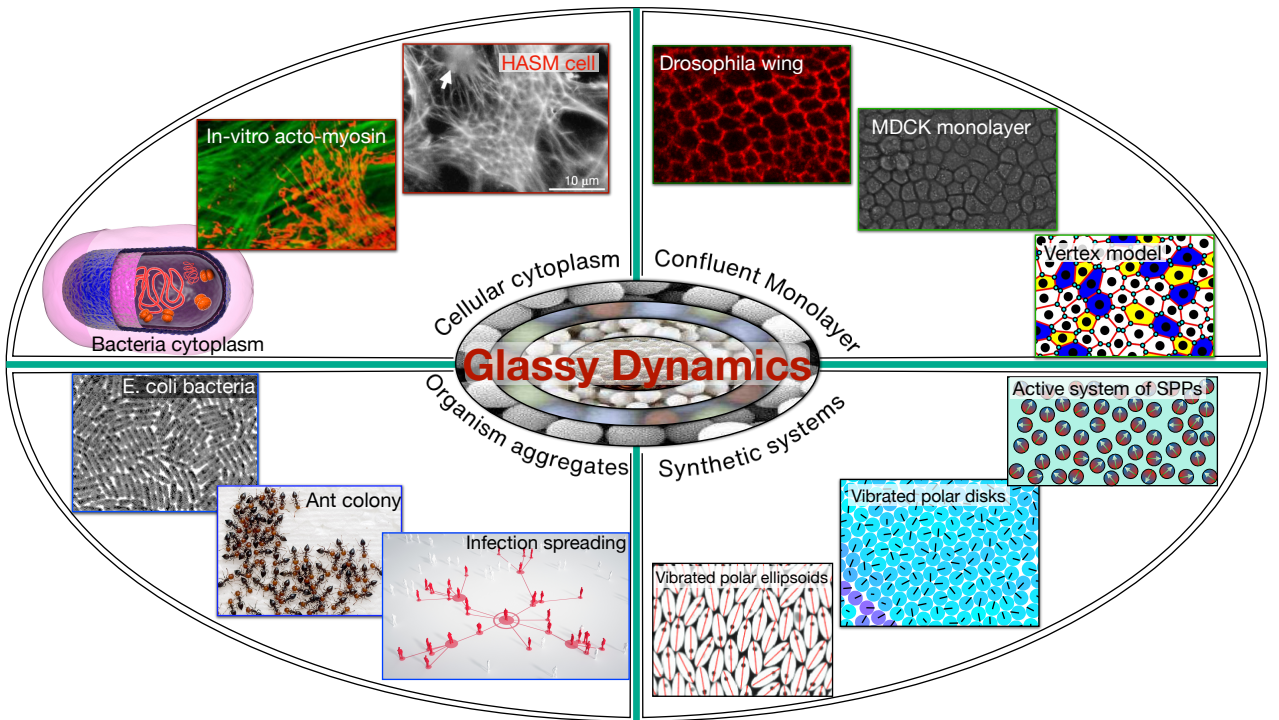 HASM cell
10 μm
In-vitro acto-myosin
Bacteria cytoplasm
Cellular cytoplasm
Drosophila wing
MDCK monolayer
Vertex model
Confluent Monolayer
Glassy Dynamics
Organism aggregates
E. coli bacteria
Ant colony
Infection spreading
Synthetic systems
Active system of SPPs
Vibrated polar disks
Vibrated polar ellipsoids